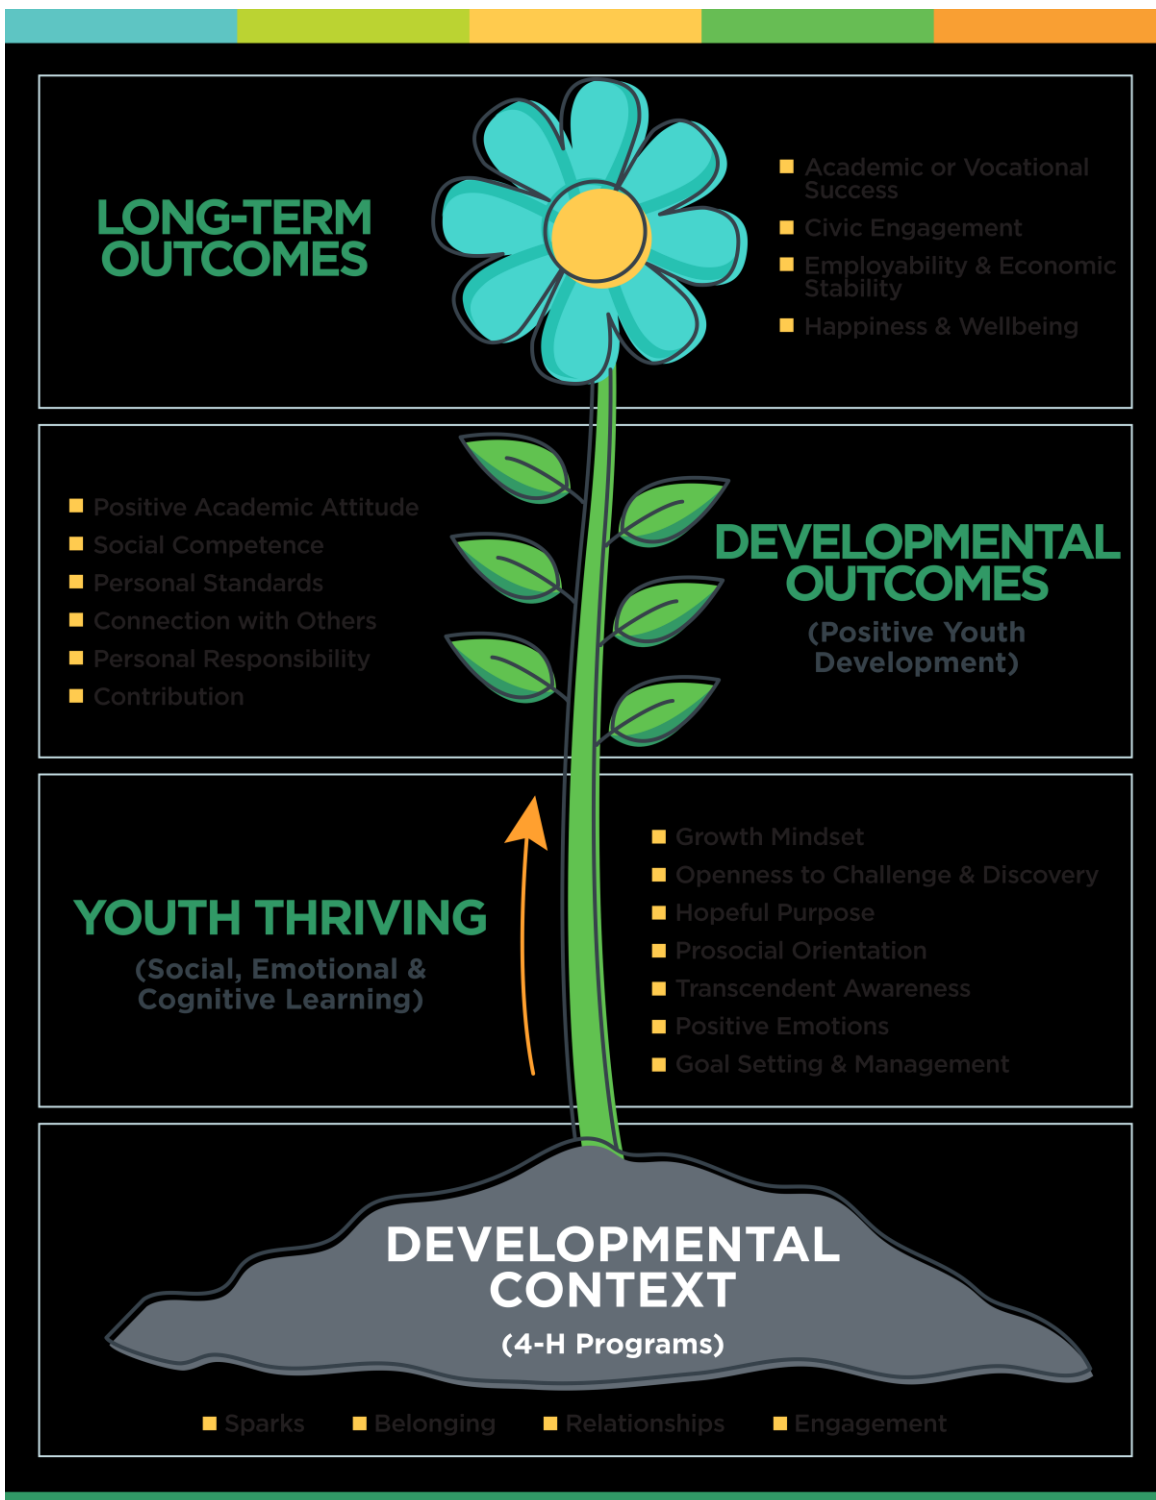 LONG-TERM
OUTCOMES
Academic or Vocational
Success
Civic Engagement
Employability & Economic
Stability
Happiness & Wellbeing
Positive Academic Attitude
Social Competence
Personal Standards
Connection with Others
Personal Responsibility
Contribution
DEVELOPMENTAL
OUTCOMES
(Positive Youth
Development)
YOUTH THRIVING
(Social, Emotional &
Cognitive Learning)
Growth Mindset
Openness to Challenge & Discovery
Hopeful Purpose
Prosocial Orientation
Transcendent Awareness
Positive Emotions
Goal Setting & Management
DEVELOPMENTAL
CONTEXT
(4-H Programs)
Sparks Belonging Relationships Engagement